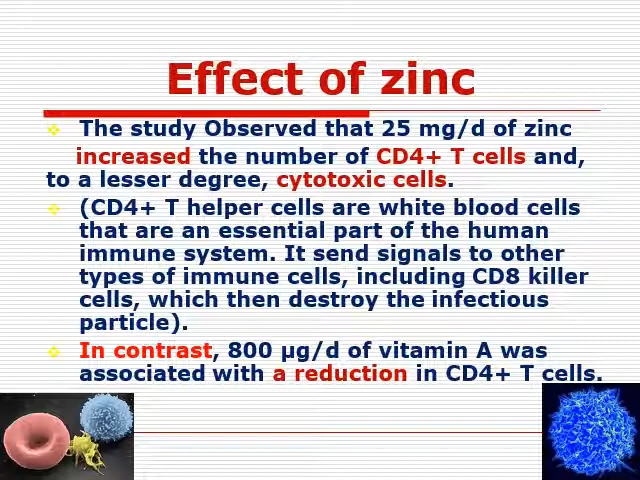 Effect of zinc
The study Observed that 25 mg/d of zinc
increased the number of CD4+ T cells and,
to a lesser degree, cytotoxic cells.
(CD4+ T helper cells are white blood cells
that are an essential part of the human
immune system. It send signals to other
types of immune cells, including CD8 killer
cells, which then destroy the infectious
particle).
In contrast, 800 μg/d of vitamin A was
associated with a reduction in CD4+ T cells.